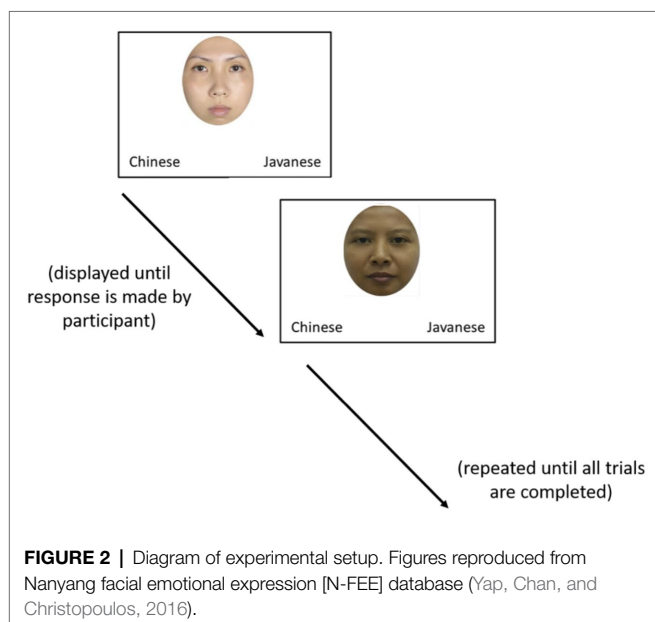 Chinese Javanese
(displayed until
response is made by
participant)
Chinese Javanese
(repeated until all trials
are completed)
FIGURE 2 | Diagram of experimental setup. Figures reproduced from
Nanyang facial emotional expression [N-FEE] database (Yap, Chan, and
Christopoulos, 2016).